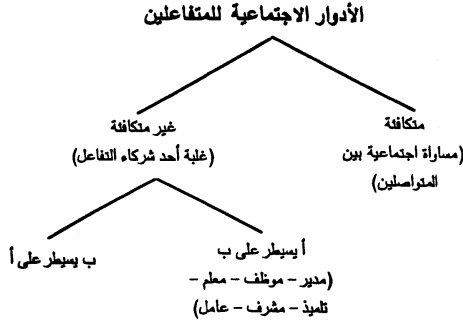 الأدوار الاجتماعية للمتفاعلين
متكافئة
(مساواة اجتماعية بين
المتواصلين)
غير متكافئة
(غلبة أحد شركاء التفاعل)
أ يسيطر على ب
(مدير – موظف – معلم –
تلميذ – مشرف – عامل)
ب يسيطر على أ